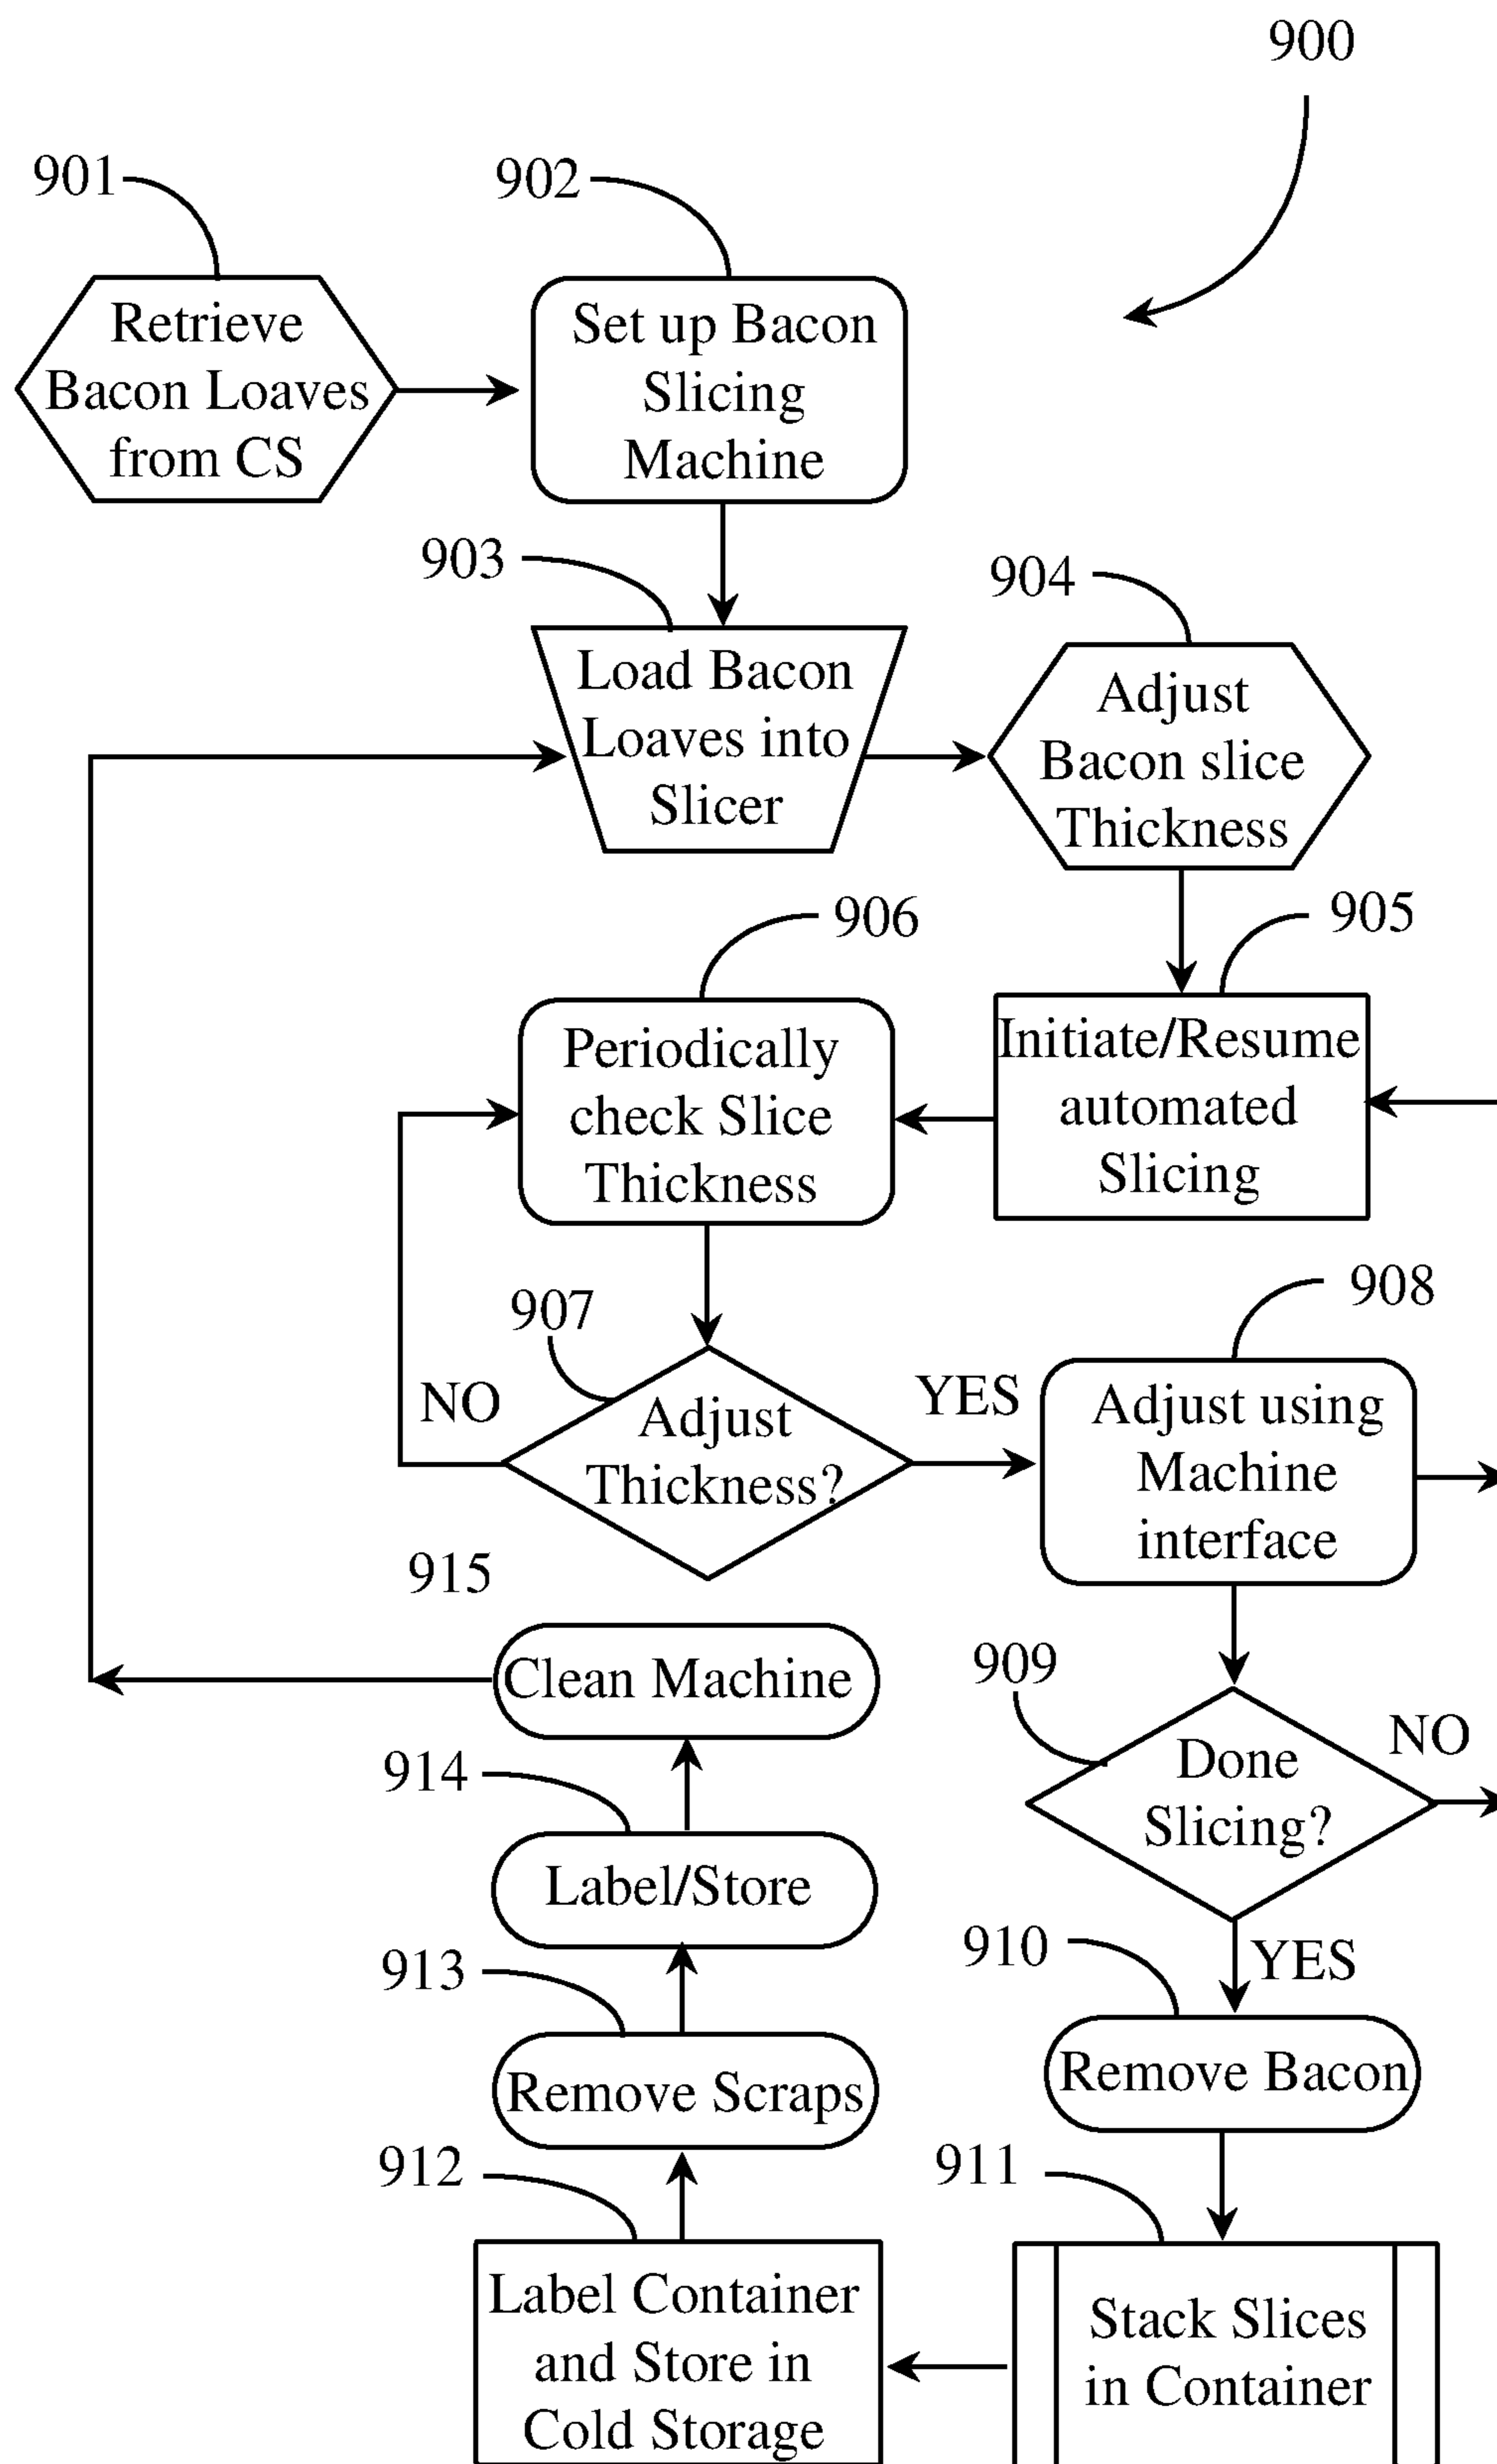 900
901
902
Retrieve
Bacon Loaves
from CS
Set up Bacon
Slicing
Machine
903
904
Load Bacon
Loaves into
Slicer
Adjust
Bacon slice
Thickness
906
905
Periodically
check Slice
Thickness
Initiate/Resume
automated
Slicing
907
908
NO
Adjust
Thickness?
YES
Adjust using
Machine
interface
915
Clean Machine
909
Done
Slicing?
NO
914
Label/Store
910
YES
913
Remove Scraps
Remove Bacon
912
911
Label Container
and Store in
Cold Storage
Stack Slices
in Container